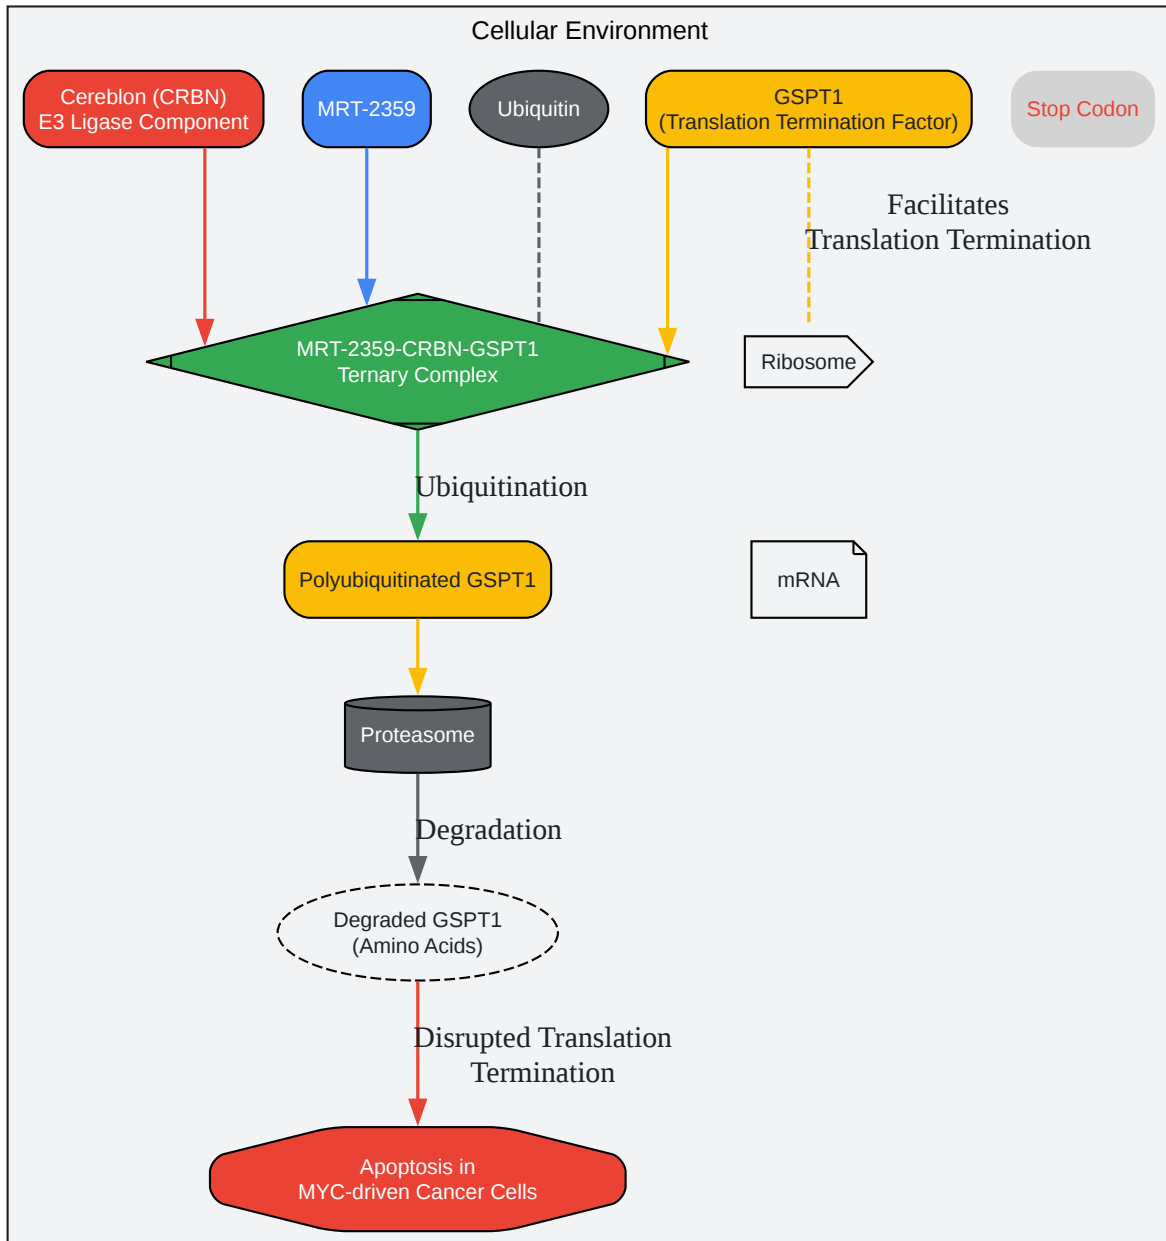 Cellular Environment
Cereblon (CRBN)
E3 Ligase Component
MRT-2359
Ubiquitin
GSPT1
(Translation Termination Factor)
Stop Codon
Facilitates
Translation Termination
MRT-2359-CRBN-GSPT1
Ternary Complex
Ribosome
Ubiquitination
Polyubiquitinated GSPT1
mRNA
Proteasome
Degradation
Degraded GSPT1
(Amino Acids)
Disrupted Translation
Termination
Apoptosis in
MYC-driven Cancer Cells